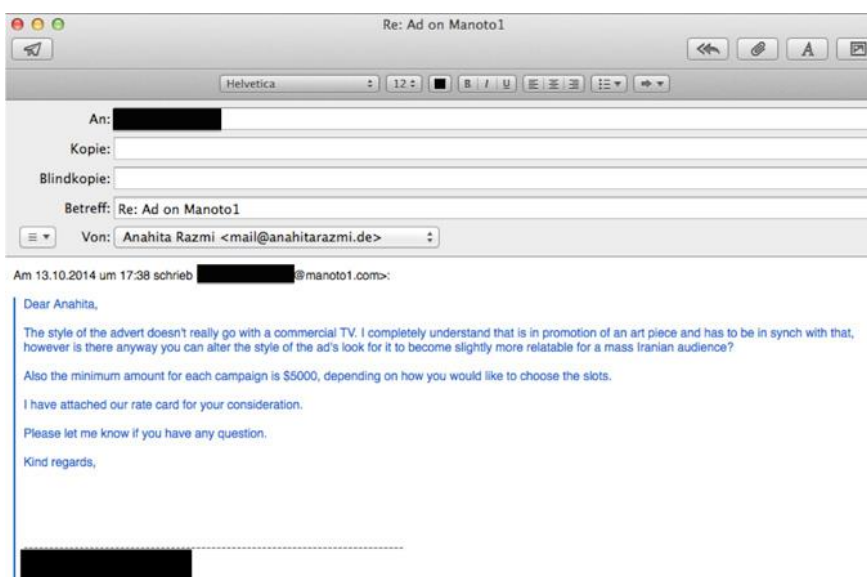 Re: Ad on Manoto1
Helvetica 12 B I U
An:
Kopie:
Blindkopie:
Betreff: Re: Ad on Manoto1
Von: Anahita Razmi <mail@anahitarazmi.de>
Am 13.10.2014 um 17:38 schrieb @manoto1.com>:
Dear Anahita,
The style of the advert doesn't really go with a commercial TV. I completely understand that is in promotion of an art piece and has to be in synch with that,
however is there anyway you can alter the style of the ad's look for it to become slightly more relatable for a mass Iranian audience?
Also the minimum amount for each campaign is $5000, depending on how you would like to choose the slots.
I have attached our rate card for your consideration.
Please let me know if you have any question.
Kind regards,